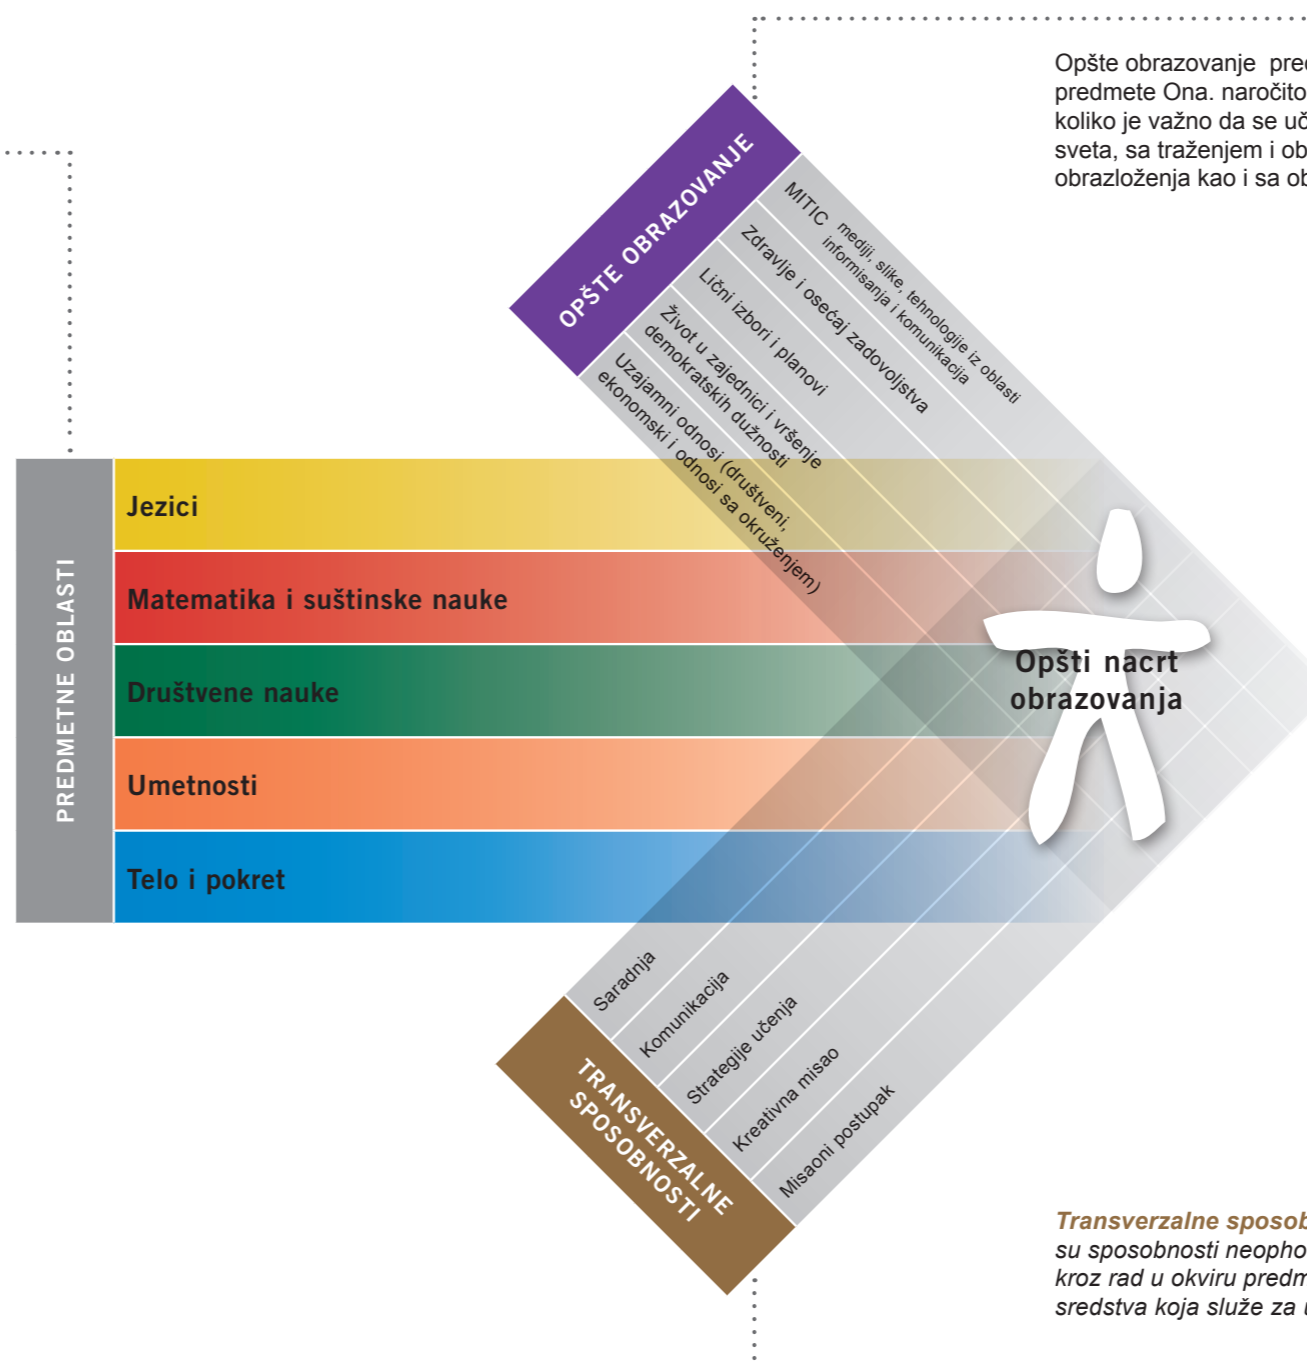 Opšte obrazovanje
predmete Ona. naročito
koliko je važno da se
sveta, sa traženjem i
obrazloženja kao i sa
OPŠTE OBRAZOVANJE
MITIC mediji, slike, tehnologije iz oblasti
informisanja i komunikacija
Zdravlje i osećaj zadovoljstva
Lični izbori i planovi
Život u zajednici i vršenje
demokratskih dužnosti
Uzajamni odnosi (društveni,
ekonomski i odnosi sa okruženjem)
PREDMETNE OBLASTI
Jezici
Matematika i suštinske nauke
Društvene nauke
Umetnosti
Telo i pokret
Opšti nacrt
obrazovanja
TRANSVERZALNE
SPOSOBNOSTI
Saradnja
Komunikacija
Strategije učenja
Kreativna misao
Misaoni postupak
Transverzalne
su sposobnosti
kroz rad u okviru
sredstva koja služe za